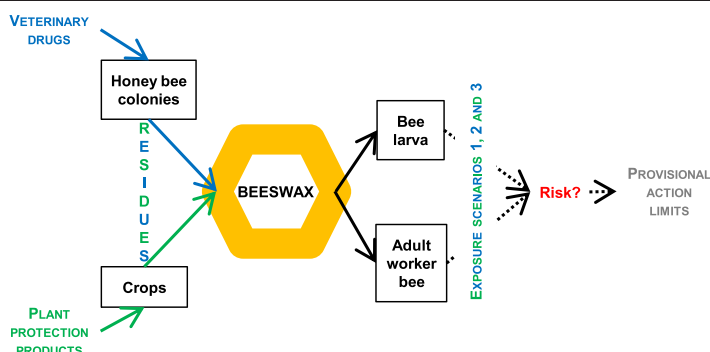 VETERINARY
DRUGS
Honey bee
colonies
RESIDUES
Crops
PLANT
PROTECTION
PRODUCTS
BEESWAX
Bee
larva
Adult
worker
bee
EXPOSURE SCENARIOS 1, 2 AND 3
Risk?
PROVISIONAL
ACTION
LIMITS